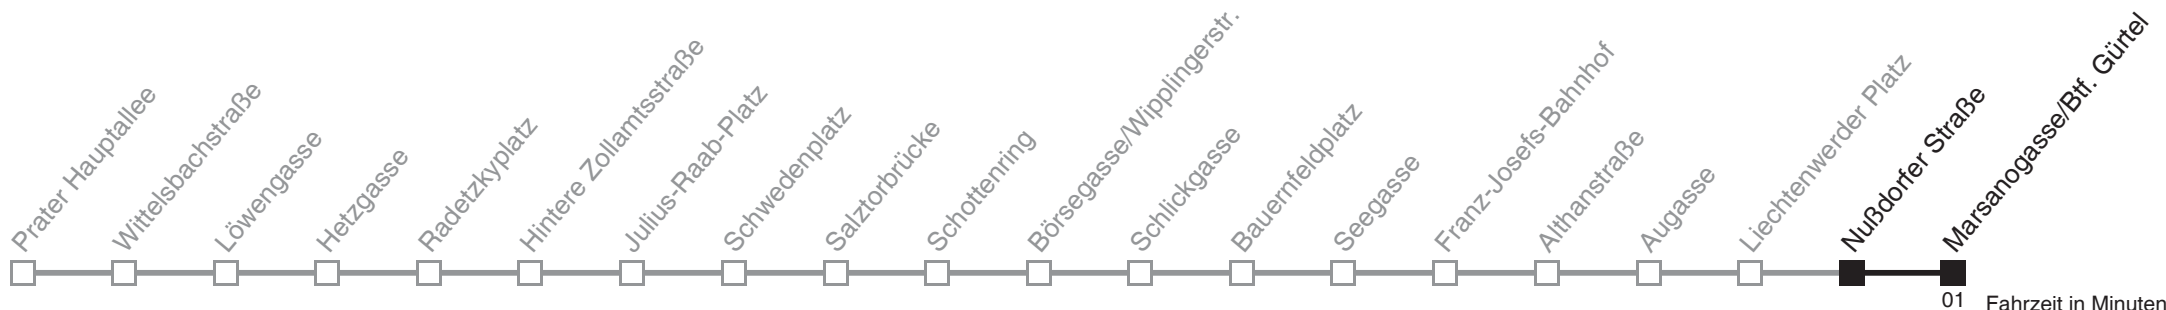 Prater Hauptallee
Wittelsbachstraße
Löwengasse
Hetzgasse
Radetzkyplatz
Hintere Zollamtsstraße
Julius-Raab-Platz
Schwedenplatz
Salztorbrücke
Schottenring
Börsegasse/Wipplingerstr.
Schlickgasse
Bauernfeldplatz
Seegasse
Franz-Josefs-Bahnhof
Althanstraße
Augasse
Liechtenwerder Platz
Nußdorfer Straße
Marsanogasse/Btf. Gürtel
01 Fahrzeit in Minuten